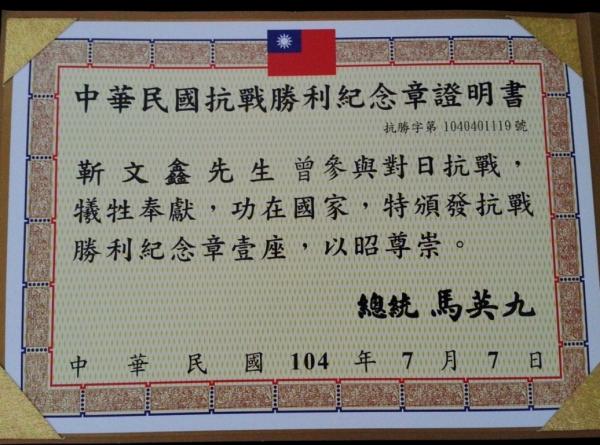 中華民國抗戰勝利紀念章證明書
抗勝字第 1040401119 號
靳文鑫先生曾參與對日抗戰，
犧牲奉獻，功在國家，特頒發抗戰
勝利紀念章壹座，以昭尊崇。
總統 馬英九
中華民國 104 年 7 月 7 日